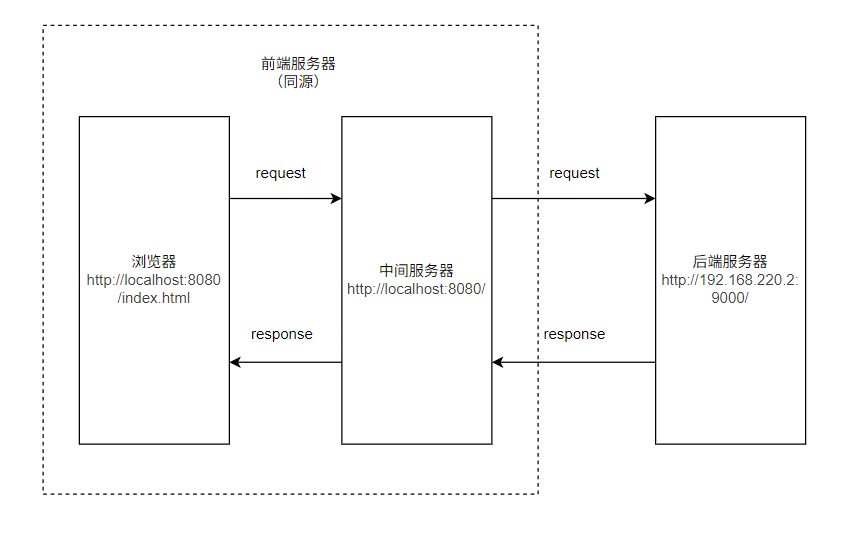 前端服务器
（同源）
request
request
浏览器
http://localhost:8080
/index.html
中间服务器
http://localhost:8080/
后端服务器
http://192.168.220.2:
9000/
response
response